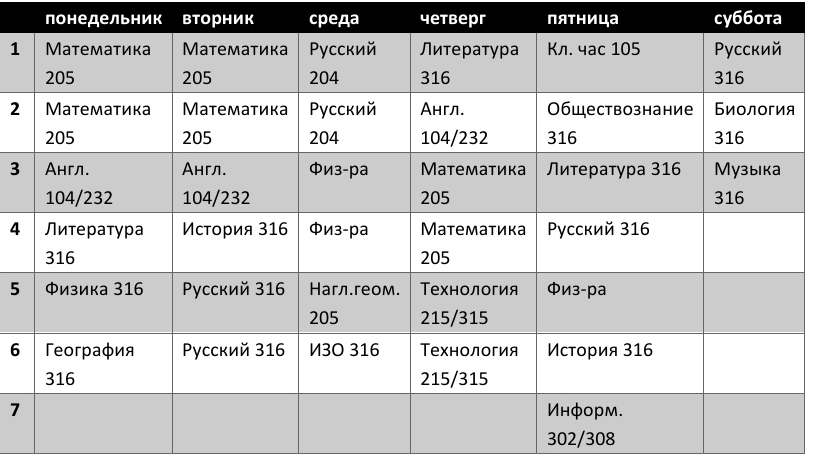 понедельник вторник среда четверг пятница суббота
1 Математика Математика Русский Литература Кл. час 105 Русский
205 205 204 316 316
2 Математика Математика Русский Англ. Обществознание Биология
205 205 204 104/232 316 316
3 Англ. Англ. Физ-ра Математика Литература 316 Музыка
104/232 104/232 205 316
4 Литература История 316 Физ-ра Математика Русский 316
316 205
5 Физика 316 Русский 316 Нагл.геом. Технология Физ-ра
205 215/315
6 География Русский 316 ИЗО 316 Технология История 316
316 215/315
7 Информ.
302/308